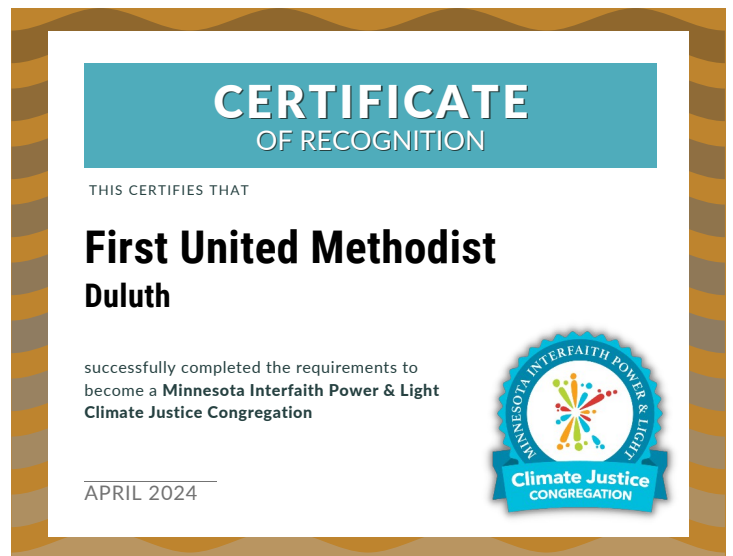 CERTIFICATE
OF RECOGNITION
THIS CERTIFIES THAT
First United Methodist
Duluth
successfully completed the requirements to
become a Minnesota Interfaith Power & Light
Climate Justice Congregation
APRIL 2024
MINNESOTA INTERFAITH POWER & LIGHT
Climate Justice
CONGREGATION